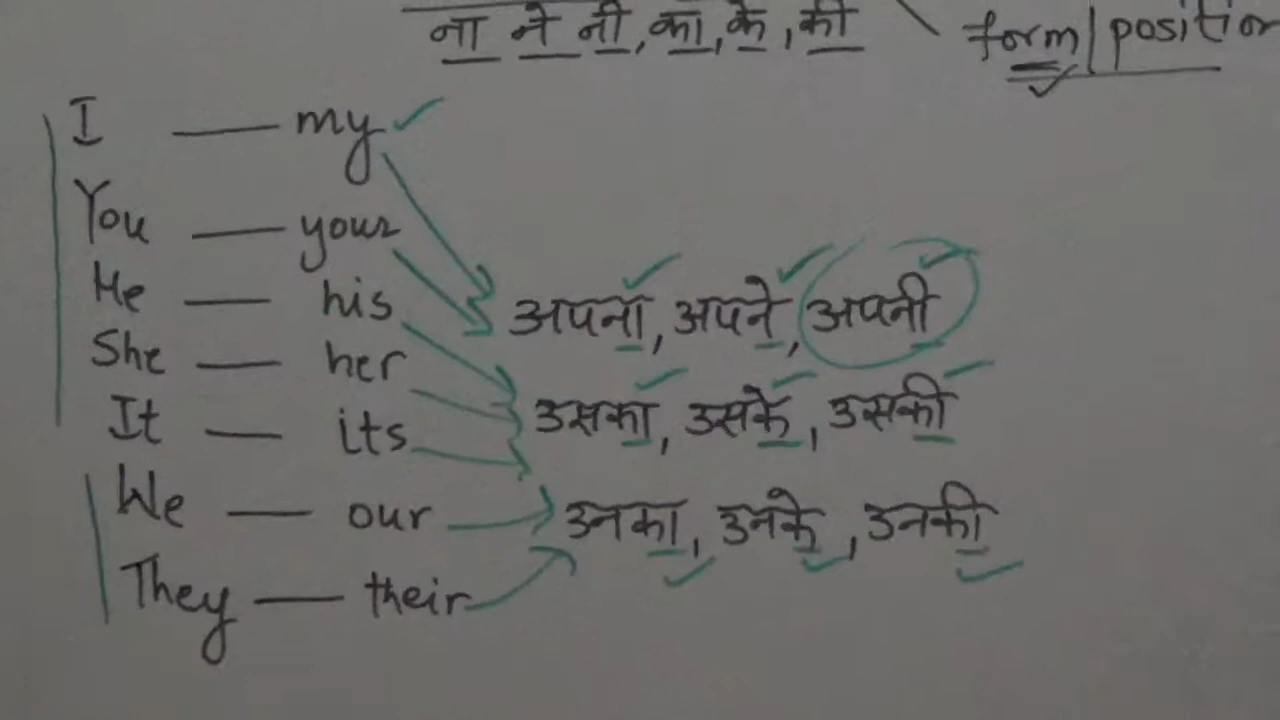 ना ने नी, का, के, की form/position
I — my
You — your
He — his
अपना, अपने, अपनी
She — her
उसका, उसके, उसकी
It — its
We — our
उनका, उनके, उनकी
They — their